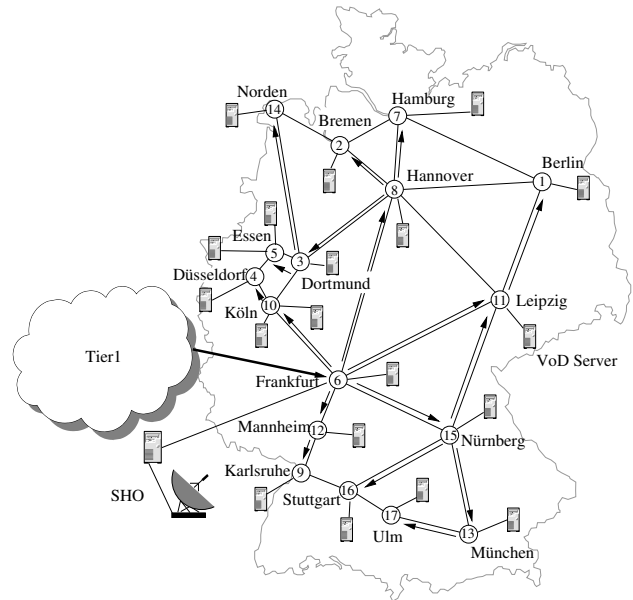 Norden
14
Hamburg
7
Bremen
2
Berlin
1
Hannover
8
Essen
5
3
Düsseldorf
4
Dortmund
10
Köln
11
Leipzig
VoD Server
Tier1
Frankfurt
6
Mannheim
12
15
Nürnberg
Karlsruhe
9
SHO
Stuttgart
16
17
Ulm
13
München